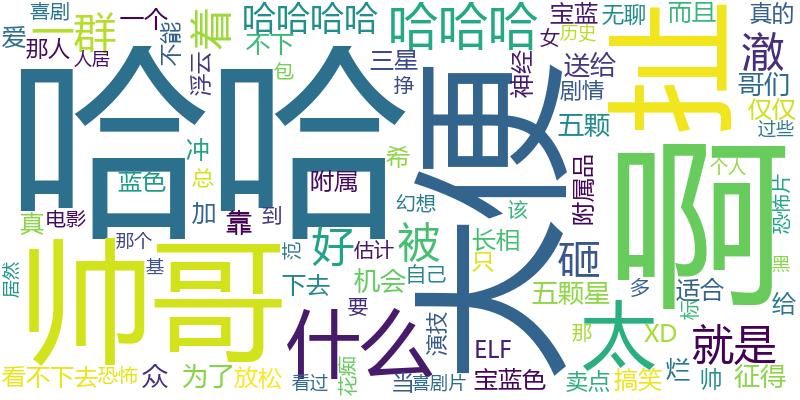 喜剧
一个
哈哈哈哈
哈哈哈
宝蓝
无聊
而且
真的
爱
一群
不能
看
不下
历史
女
那人
人居
浮云
包
三星
挣
神经
送给
剧情
扯
澈
哥们
仅仅
过些
哈哈
大便
五颗
啊
冲
希
总
蓝色
附属
附属品
个人
恐怖片
幻想
该
真
电影
加
靠
到
那个
范
好
估计
被
长相
只
砸
居然
帅哥
基
下去
机会
自己
五颗星
多
适合
黑
给
要
标
什么
演技
ELF
太
那
XD
就是
看不下去
恐怖
众
为了
放松
看过
花痴
当
喜剧片
宝蓝色
卖点
搞笑
烂
帅
征得